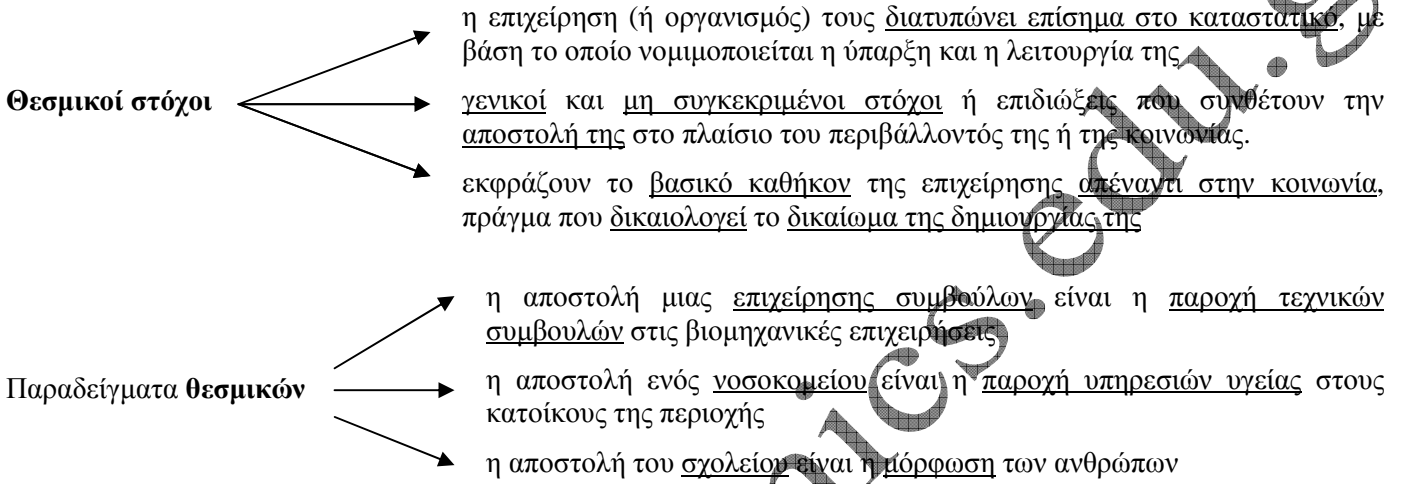 η επιχείρηση (ή οργανισμός) τους διατυπώνει επίσημα στο καταστατικό, με
βάση το οποίο νομιμοποιείται η ύπαρξη και η λειτουργία της
Θεσμικοί στόχοι
γενικοί και μη συγκεκριμένοι στόχοι ή επιδιώξεις που συνθέτουν την
αποστολή της στο πλαίσιο του περιβάλλοντός της ή της κοινωνίας.
εκφράζουν το βασικό καθήκον της επιχείρησης απέναντι στην κοινωνία,
πράγμα που δικαιολογεί το δικαίωμα της δημιουργίας της
η αποστολή μιας επιχείρησης συμβούλων είναι η παροχή τεχνικών
συμβουλών στις βιομηχανικές επιχειρήσεις
Παραδείγματα θεσμικών
η αποστολή ενός νοσοκομείου είναι η παροχή υπηρεσιών υγείας στους
κατοίκους της περιοχής
η αποστολή του σχολείου είναι η μόρφωση των ανθρώπων
nics.edu.g